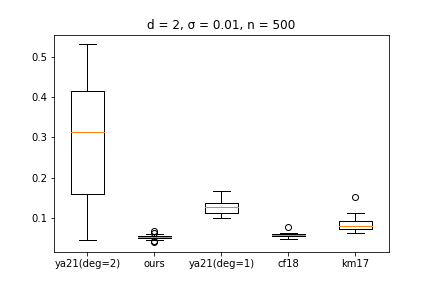 d = 2, σ = 0.01, n = 500
0.5
0.4
0.3
0.2
0.1
ya21(deg=2) ours ya21(deg=1) cf18 km17